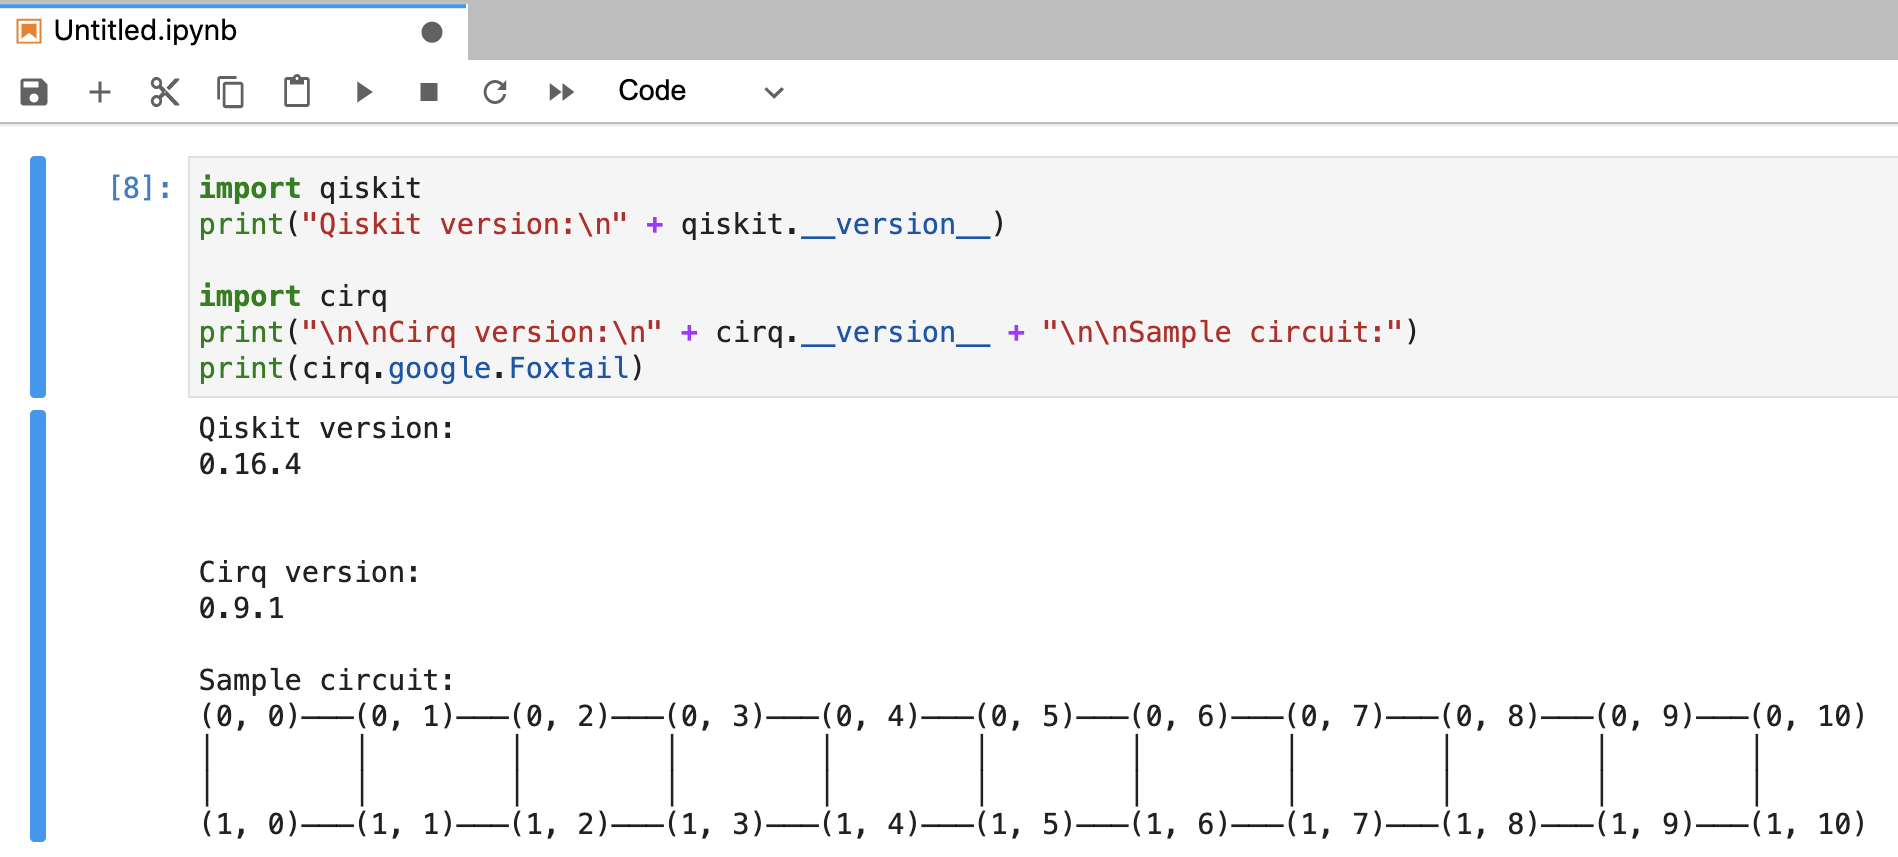 Untitled.ipynb
Code
[8]:
import qiskit
print("Qiskit version:\n" + qiskit.__version__)
import cirq
print("\n\nCirq version:\n" + cirq.__version__ + "\n\nSample circuit:")
print(cirq.google.Foxtail)
Qiskit version:
0.16.4
Cirq version:
0.9.1
Sample circuit:
(0, 0)───(0, 1)───(0, 2)───(0, 3)───(0, 4)───(0, 5)───(0, 6)───(0, 7)───(0, 8)───(0, 9)───(0, 10)
(1, 0)───(1, 1)───(1, 2)───(1, 3)───(1, 4)───(1, 5)───(1, 6)───(1, 7)───(1, 8)───(1, 9)───(1, 10)